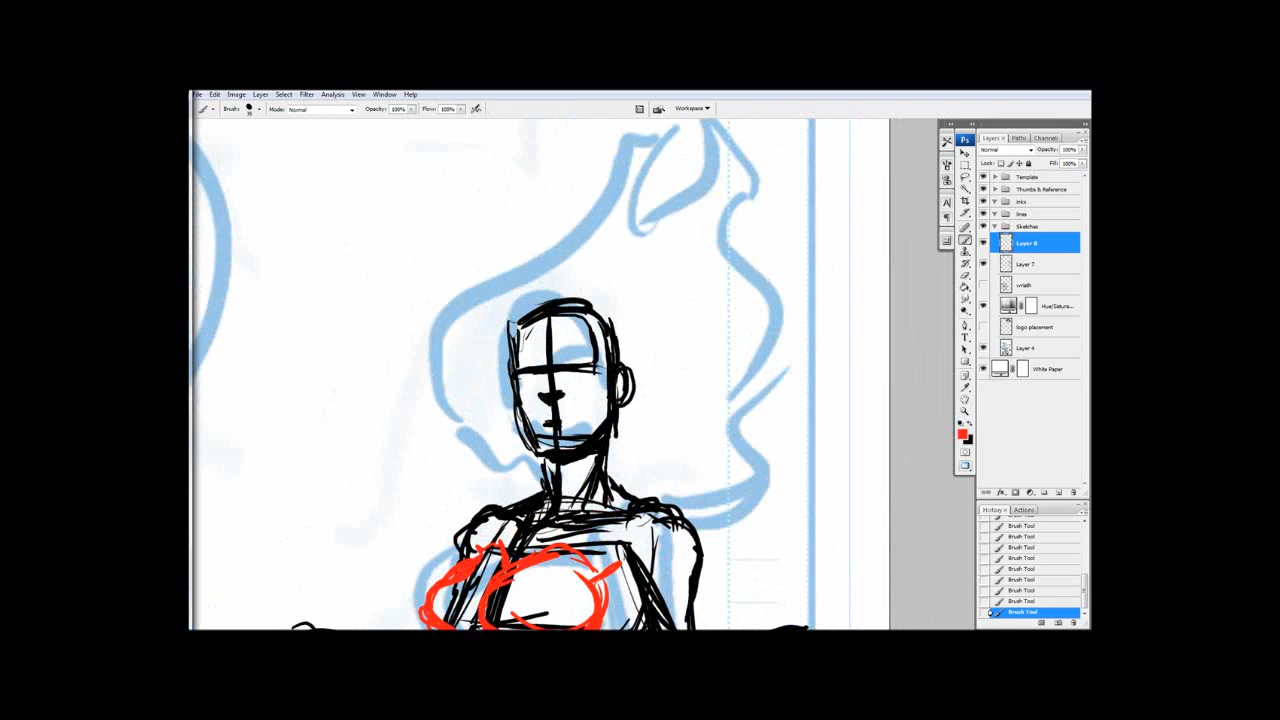 File Edit Image Layer Select Filter Analysis View Window Help
Brush: 35 Mode: Normal Opacity: 100% Flow: 100% Workspace
Ps
Layers Paths Channels
Normal Opacity: 100%
Lock: Fill: 100%
Template
Thumbs & Reference
inks
lines
Sketches
Layer 8
Layer 7
wriath
Hue/Satura...
logo placement
Layer 4
White Paper
History Actions
Brush Tool
Brush Tool
Brush Tool
Brush Tool
Brush Tool
Brush Tool
Brush Tool
Brush Tool
Brush Tool